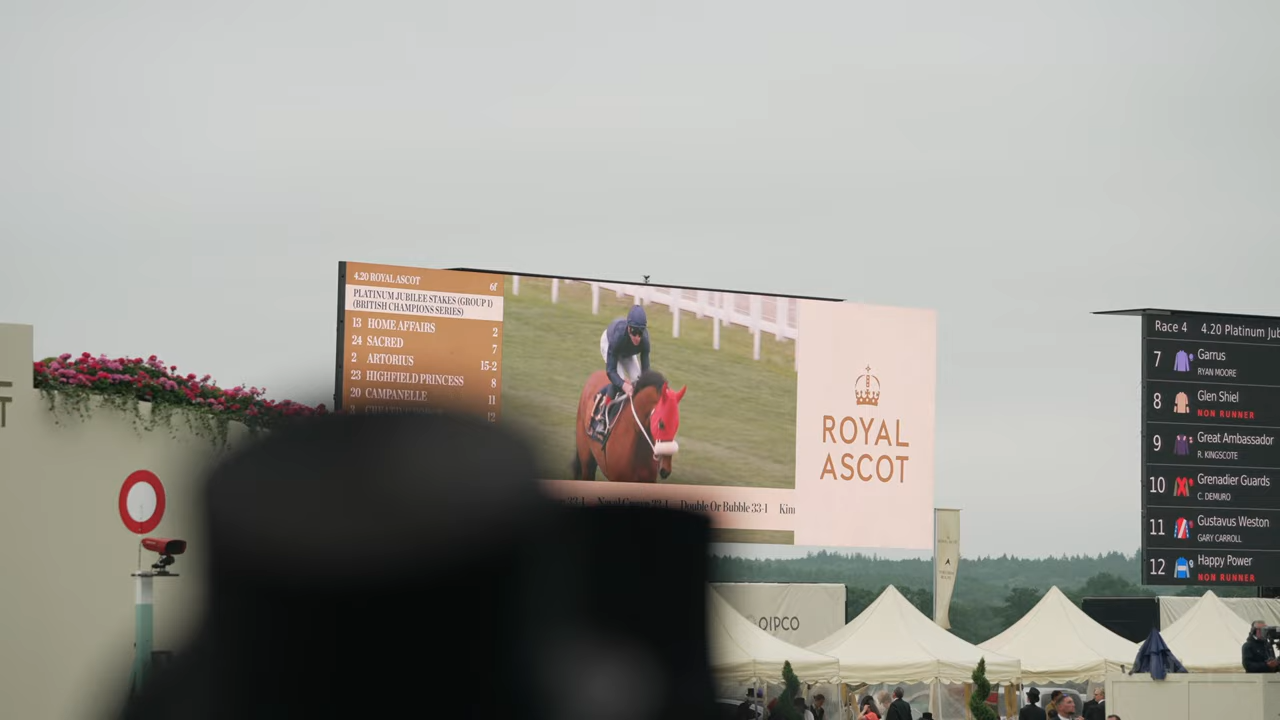 4.20 ROYAL ASCOT 6f
PLATINUM JUBILEE STAKES (GROUP 1)
(BRITISH CHAMPIONS SERIES)
13 HOME AFFAIRS 2
24 SACRED 7
2 ARTORIUS 15-2
23 HIGHFIELD PRINCESS 8
20 CAMPANELLE 11
12
33-1 Double Or Bubble 33-1 Kin
ROYAL
ASCOT
QIPCO
Race 4 4.20 Platinum Jub
7 Garrus
RYAN MOORE
8 Glen Shiel
NON RUNNER
9 Great Ambassador
R. KINGSCOTE
10 Grenadier Guards
C. DEMURO
11 Gustavus Weston
GARY CARROLL
12 Happy Power
NON RUNNER